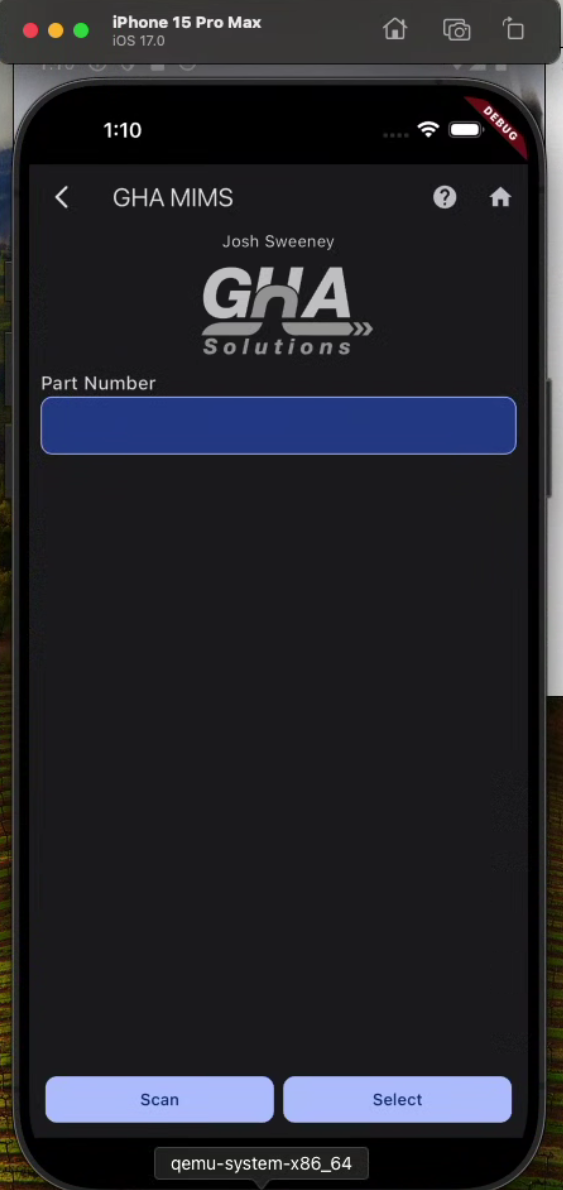 iPhone 15 Pro Max
iOS 17.0
1:10
DEBUG
GHA MIMS
Josh Sweeney
GHA
Solutions
Part Number
Scan
Select
qemu-system-x86_64